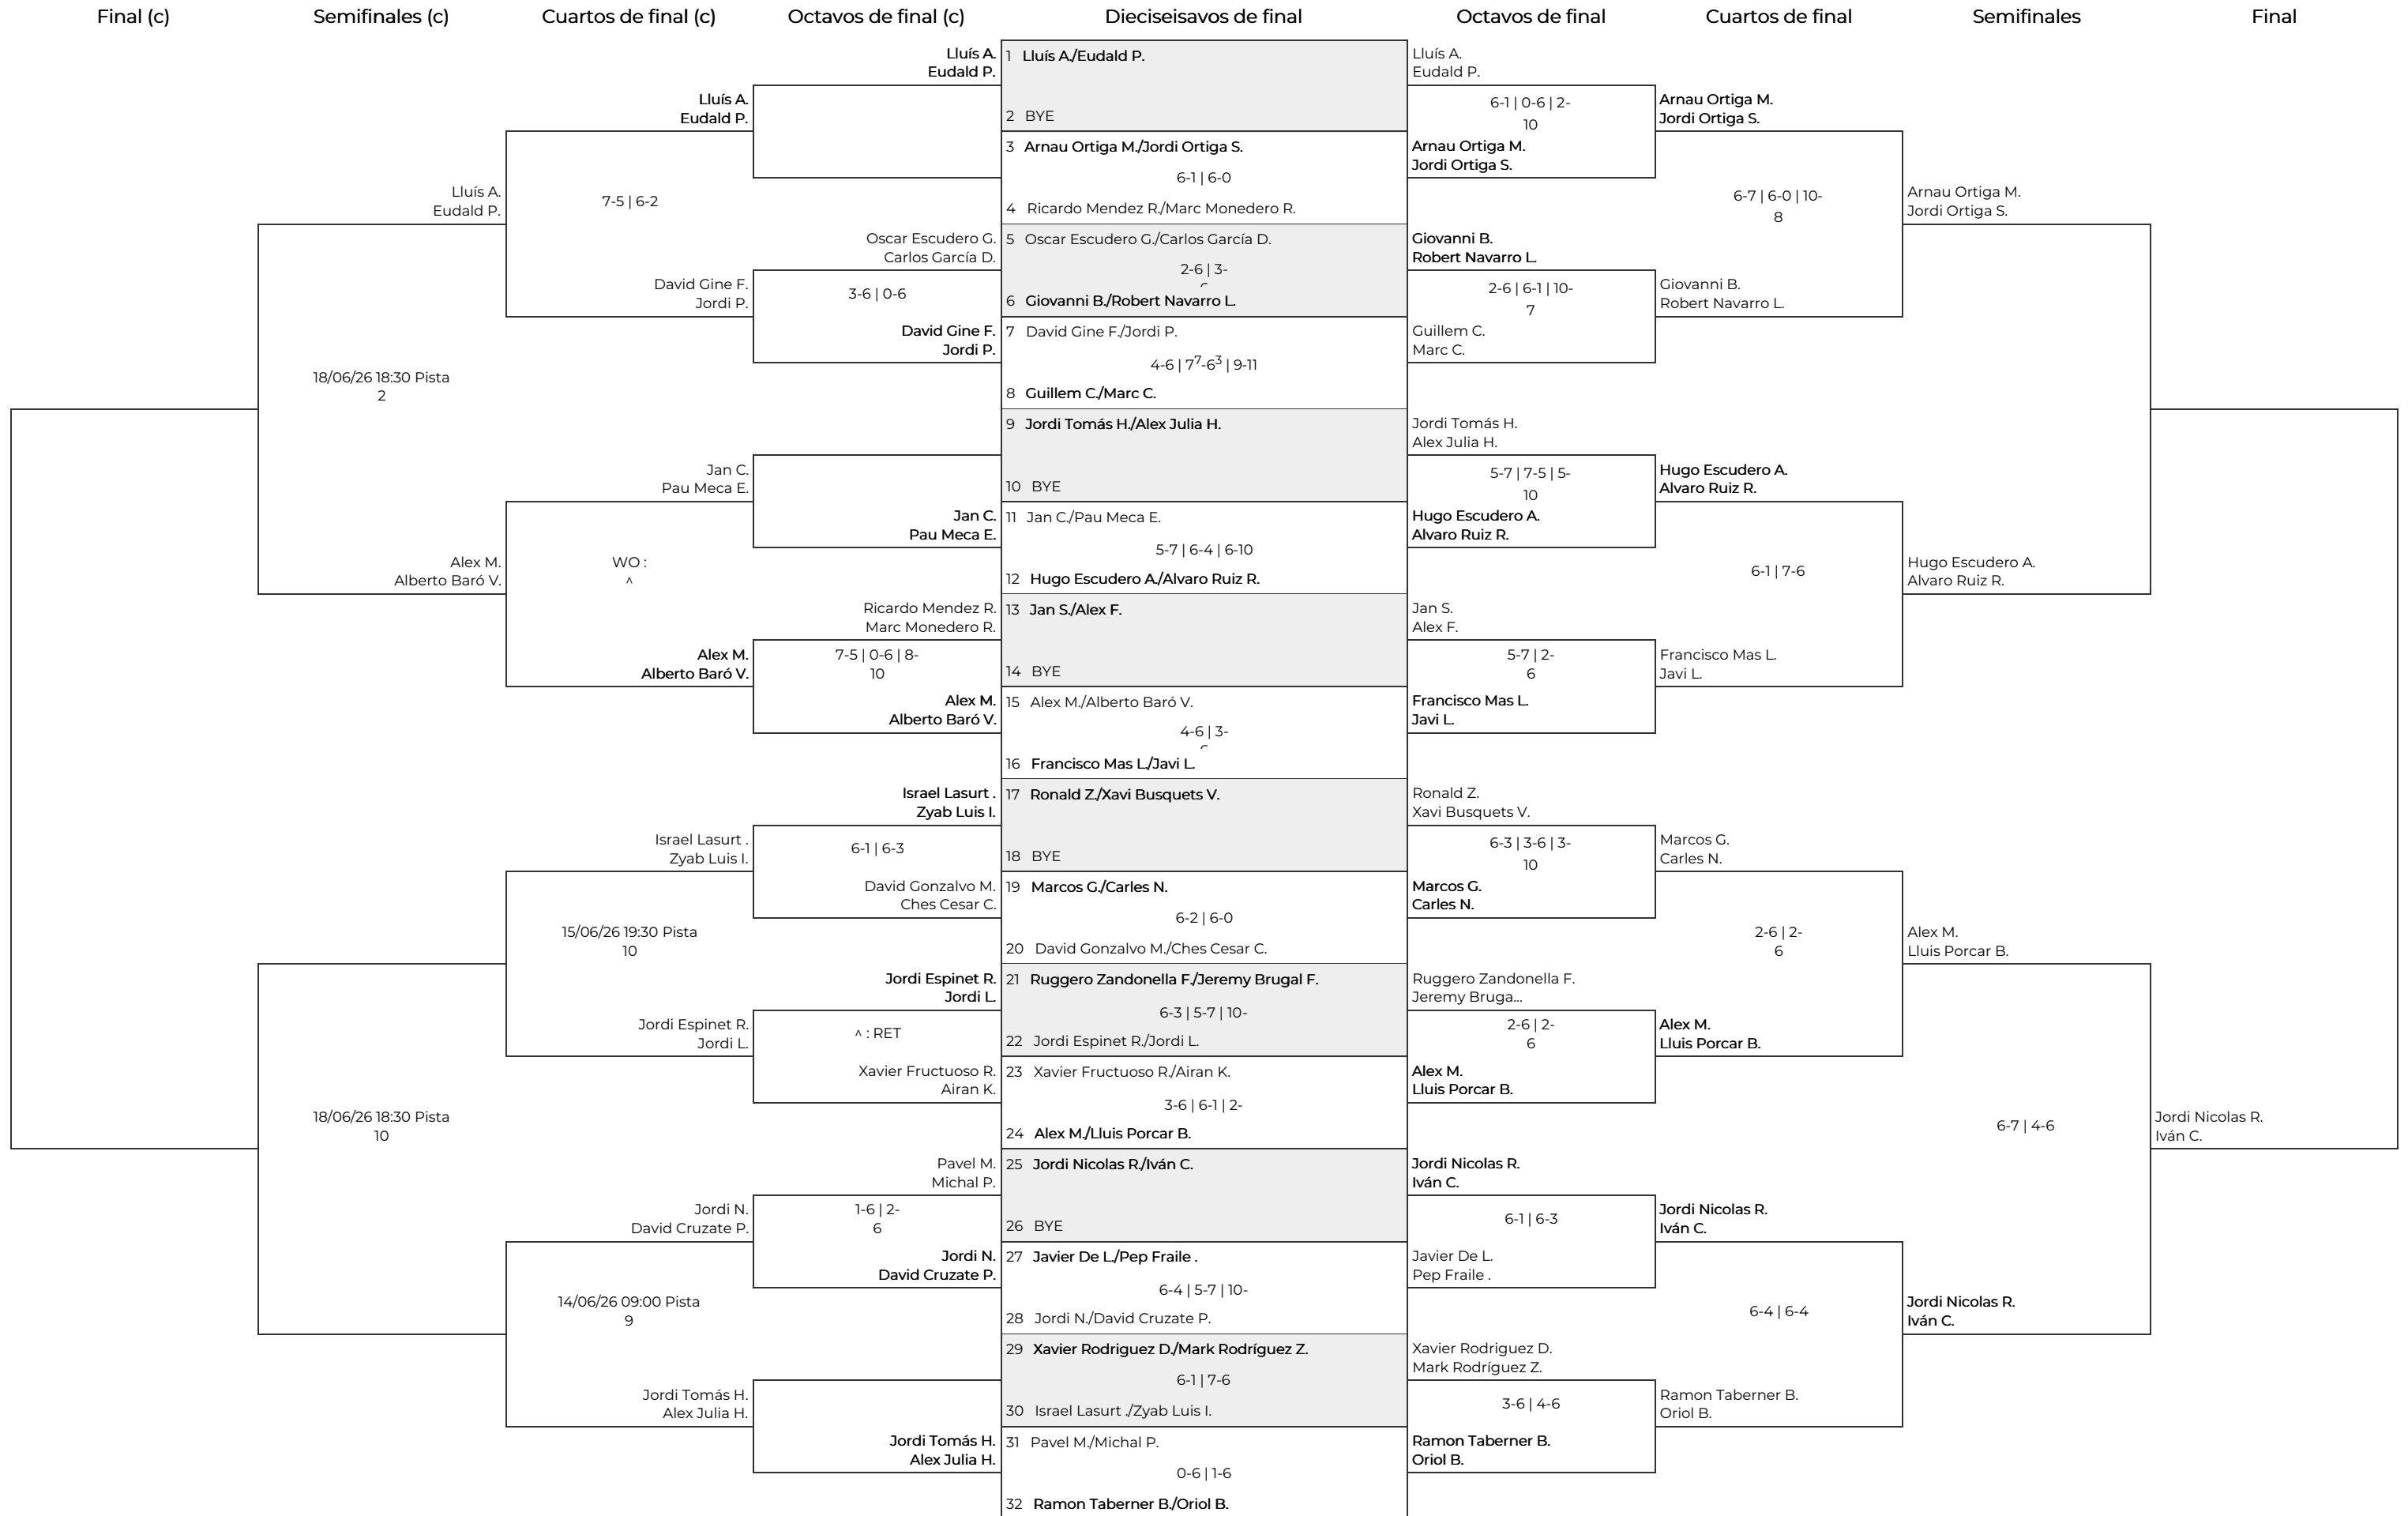 Final (c)
Semifinales (c)
Cuartos de final (c)
Octavos de final (c)
Dieciseisavos de final
Octavos de final
Cuartos de final
Semifinales
Final
Lluís A.
Eudald P.
7-5 | 6-2
David Gine F.
Jordi P.
Lluís A.
Eudald P.
18/06/26 18:30 Pista
2
Alex M.
Alberto Baró V.
Jan C.
Pau Meca E.
WO :
^
Alex M.
Alberto Baró V.
Israel Lasurt .
Zyab Luis I.
15/06/26 19:30 Pista
10
Jordi Espinet R.
Jordi L.
18/06/26 18:30 Pista
10
Jordi N.
David Cruzate P.
14/06/26 09:00 Pista
9
Jordi Tomás H.
Alex Julia H.
Lluís A.
Eudald P.
Oscar Escudero G.
Carlos García D.
3-6 | 0-6
David Gine F.
Jordi P.
Jan C.
Pau Meca E.
Ricardo Mendez R.
Marc Monedero R.
7-5 | 0-6 | 8-
10
Alex M.
Alberto Baró V.
Israel Lasurt .
Zyab Luis I.
6-1 | 6-3
David Gonzalvo M.
Ches Cesar C.
Jordi Espinet R.
Jordi L.
^ : RET
Xavier Fructuoso R.
Airan K.
Pavel M.
Michal P.
1-6 | 2-
6
Jordi N.
David Cruzate P.
Jordi Tomás H.
Alex Julia H.
1 Lluís A./Eudald P.
2 BYE
3 Arnau Ortiga M./Jordi Ortiga S.
6-1 | 6-0
4 Ricardo Mendez R./Marc Monedero R.
5 Oscar Escudero G./Carlos García D.
2-6 | 3-
6 Giovanni B./Robert Navarro L.
7 David Gine F./Jordi P.
4-6 | 7⁷-6³ | 9-11
8 Guillem C./Marc C.
9 Jordi Tomás H./Alex Julia H.
10 BYE
11 Jan C./Pau Meca E.
5-7 | 6-4 | 6-10
12 Hugo Escudero A./Alvaro Ruiz R.
13 Jan S./Alex F.
14 BYE
15 Alex M./Alberto Baró V.
4-6 | 3-
16 Francisco Mas L./Javi L.
17 Ronald Z./Xavi Busquets V.
18 BYE
19 Marcos G./Carles N.
6-2 | 6-0
20 David Gonzalvo M./Ches Cesar C.
21 Ruggero Zandonella F./Jeremy Brugal F.
6-3 | 5-7 | 10-
22 Jordi Espinet R./Jordi L.
23 Xavier Fructuoso R./Airan K.
3-6 | 6-1 | 2-
24 Alex M./Lluis Porcar B.
25 Jordi Nicolas R./Iván C.
26 BYE
27 Javier De L./Pep Fraile .
6-4 | 5-7 | 10-
28 Jordi N./David Cruzate P.
29 Xavier Rodriguez D./Mark Rodríguez Z.
6-1 | 7-6
30 Israel Lasurt ./Zyab Luis I.
31 Pavel M./Michal P.
0-6 | 1-6
32 Ramon Taberner B./Oriol B.
Lluís A.
Eudald P.
6-1 | 0-6 | 2-
10
Arnau Ortiga M.
Jordi Ortiga S.
Giovanni B.
Robert Navarro L.
2-6 | 6-1 | 10-
7
Guillem C.
Marc C.
Jordi Tomás H.
Alex Julia H.
5-7 | 7-5 | 5-
10
Hugo Escudero A.
Alvaro Ruiz R.
Jan S.
Alex F.
5-7 | 2-
6
Francisco Mas L.
Javi L.
Ronald Z.
Xavi Busquets V.
6-3 | 3-6 | 3-
10
Marcos G.
Carles N.
Ruggero Zandonella F.
Jeremy Bruga...
2-6 | 2-
6
Alex M.
Lluis Porcar B.
Jordi Nicolas R.
Iván C.
6-1 | 6-3
Javier De L.
Pep Fraile .
Xavier Rodriguez D.
Mark Rodríguez Z.
3-6 | 4-6
Ramon Taberner B.
Oriol B.
Arnau Ortiga M.
Jordi Ortiga S.
6-7 | 6-0 | 10-
8
Giovanni B.
Robert Navarro L.
Hugo Escudero A.
Alvaro Ruiz R.
6-1 | 7-6
Francisco Mas L.
Javi L.
Marcos G.
Carles N.
2-6 | 2-
6
Alex M.
Lluis Porcar B.
Jordi Nicolas R.
Iván C.
6-4 | 6-4
Ramon Taberner B.
Oriol B.
Arnau Ortiga M.
Jordi Ortiga S.
Hugo Escudero A.
Alvaro Ruiz R.
Alex M.
Lluis Porcar B.
6-7 | 4-6
Jordi Nicolas R.
Iván C.
Jordi Nicolas R.
Iván C.